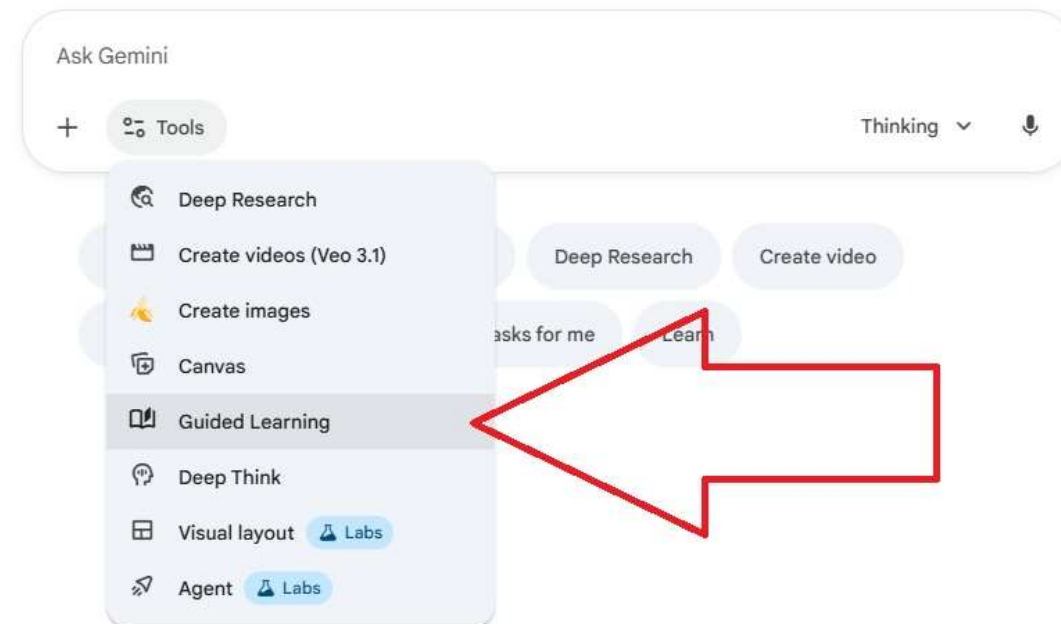 Ask Gemini
Tools
Thinking
Deep Research
Create videos (Veo 3.1)
Deep Research
Create video
Create images
asks for me
Learn
Canvas
Guided Learning
Deep Think
Visual layout Labs
Agent Labs